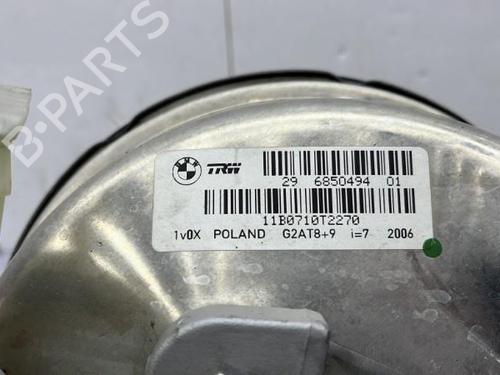 B-PARTS
BMW TRW
29 6850494 01
11B0710T2270
1v0X POLAND G2AT8+9 i=7 2006